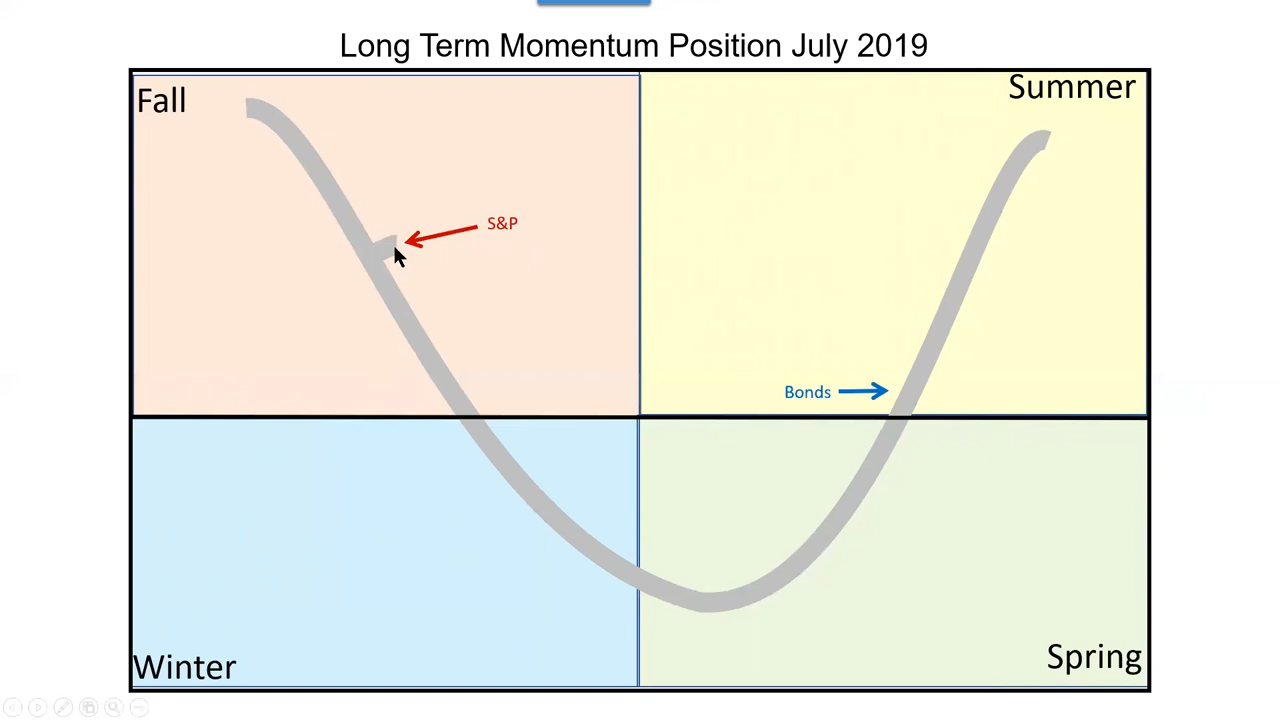 Long Term Momentum Position July 2019
Fall
Summer
S&P
Bonds
Winter
Spring